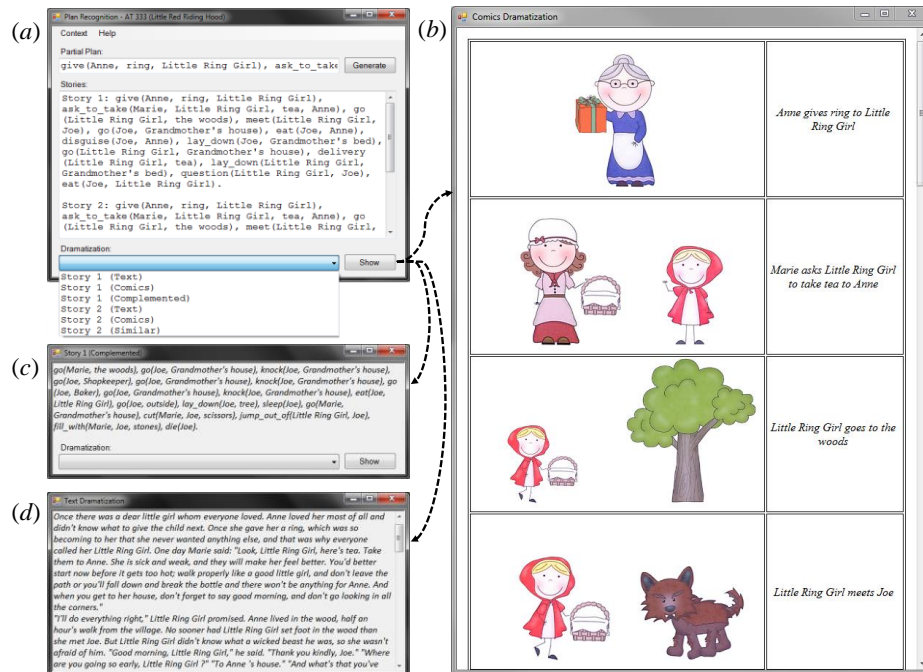 (a)
Plan Recognition - AT 333 (Little Red Riding Hood)
Context Help
Partial Plan:
give(Anne, ring, Little Ring Girl), ask_to_take
Generate
Stories:
Story 1: give(Anne, ring, Little Ring Girl),
ask_to_take(Marie, Little Ring Girl, tea, Anne), go
(Little Ring Girl, the woods), meet(Little Ring Girl,
Joe), go(Joe, Grandmother's house), eat(Joe, Anne),
disguise(Joe, Anne), lay_down(Joe, Grandmother's bed),
go(Little Ring Girl, Grandmother's house), delivery
(Little Ring Girl, tea), lay_down(Little Ring Girl,
Grandmother's bed), question(Little Ring Girl, Joe),
eat(Joe, Little Ring Girl).
Story 2: give(Anne, ring, Little Ring Girl),
ask_to_take(Marie, Little Ring Girl, tea, Anne), go
(Little Ring Girl, the woods), meet(Little Ring Girl,
Dramatization:
Show
Story 1 (Text)
Story 1 (Comics)
Story 1 (Complemented)
Story 2 (Text)
Story 2 (Comics)
Story 2 (Similar)
(b)
Comics Dramatization
Anne gives ring to Little
Ring Girl
Marie asks Little Ring Girl
to take tea to Anne
Little Ring Girl goes to the
woods
Little Ring Girl meets Joe
(c)
Story 1 (Complemented)
go(Marie, the woods), go(Joe, Grandmother's house), knock(Joe, Grandmother's house),
go(Joe, Shopkeeper), go(Joe, Grandmother's house), knock(Joe, Grandmother's house), go
(Joe, Baker), go(Joe, Grandmother's house), knock(Joe, Grandmother's house), eat(Joe,
Little Ring Girl), go(Joe, outside), lay_down(Joe, tree), sleep(Joe), go(Marie,
Grandmother's house), cut(Marie, Joe, scissors), jump_out_of(Little Ring Girl, Joe),
fill_with(Marie, Joe, stones), die(Joe).
Dramatization:
Show
(d)
Text Dramatization
Once there was a dear little girl whom everyone loved. Anne loved her most of all and
didn't know what to give the child next. Once she gave her a ring, which was so
becoming to her that she never wanted anything else, and that was why everyone
called her Little Ring Girl. One day Marie said: "Look, Little Ring Girl, here's tea. Take
them to Anne. She is sick and weak, and they will make her feel better. You'd better
start now before it gets too hot; walk properly like a good little girl, and don't leave the
path or you'll fall down and break the bottle and there won't be anything for Anne. And
when you get to her house, don't forget to say good morning, and don't go looking in all
the corners."
"I'll do everything right," Little Ring Girl promised. Anne lived in the wood, half an
hour's walk from the village. No sooner had Little Ring Girl set foot in the wood than
she met Joe. But Little Ring Girl didn't know what a wicked beast he was, so she wasn't
afraid of him. "Good morning, Little Ring Girl," he said. "Thank you kindly, Joe." "Where
are you going so early, Little Ring Girl ?" "To Anne 's house." "And what's that you've